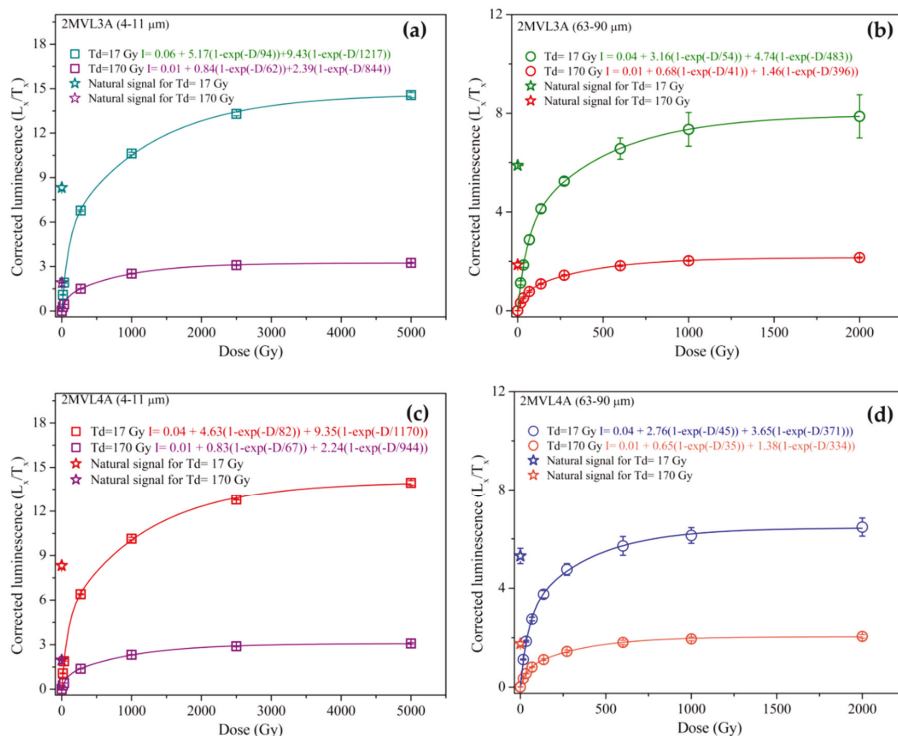 2MVL3A (4-11 μm)
(a)
Td=17 Gy I= 0.06 + 5.17(1-exp(-D/94))+9.43(1-exp(-D/1217))
Td=170 Gy I= 0.01 + 0.84(1-exp(-D/62))+2.39(1-exp(-D/844))
Natural signal for Td= 17 Gy
Natural signal for Td= 170 Gy
Corrected luminescence (Lx/Tx)
18
15
12
9
6
3
0
0 1000 2000 3000 4000 5000
Dose (Gy)
2MVL3A (63-90 μm)
(b)
Td= 17 Gy I = 0.04 + 3.16(1-exp(-D/54)) + 4.74(1-exp(-D/483))
Td=170 Gy I = 0.01 + 0.68(1-exp(-D/41)) + 1.46(1-exp(-D/396))
Natural signal for Td= 17 Gy
Natural signal for Td= 170 Gy
Corrected luminescence (Lx/Tx)
12
8
4
0
0 500 1000 1500 2000
Dose (Gy)
2MVL4A (4-11 μm)
(c)
Td=17 Gy I= 0.04 + 4.63(1-exp(-D/82)) + 9.35(1-exp(-D/1170))
Td=170 Gy I= 0.01 + 0.83(1-exp(-D/67)) + 2.24(1-exp(-D/944))
Natural signal for Td= 17 Gy
Natural signal for Td= 170 Gy
Corrected luminescence (Lx/Tx)
18
15
12
9
6
3
0
0 1000 2000 3000 4000 5000
Dose (Gy)
2MVL4A (63-90 μm)
(d)
Td=17 Gy I= 0.04 + 2.76(1-exp(-D/45)) + 3.65(1-exp(-D/371)))
Td=170 Gy I= 0.01 + 0.65(1-exp(-D/35)) + 1.38(1-exp(-D/334))
Natural signal for Td= 17 Gy
Natural signal for Td= 170 Gy
Corrected luminescence (Lx/Tx)
12
9
6
3
0
0 500 1000 1500 2000
Dose (Gy)